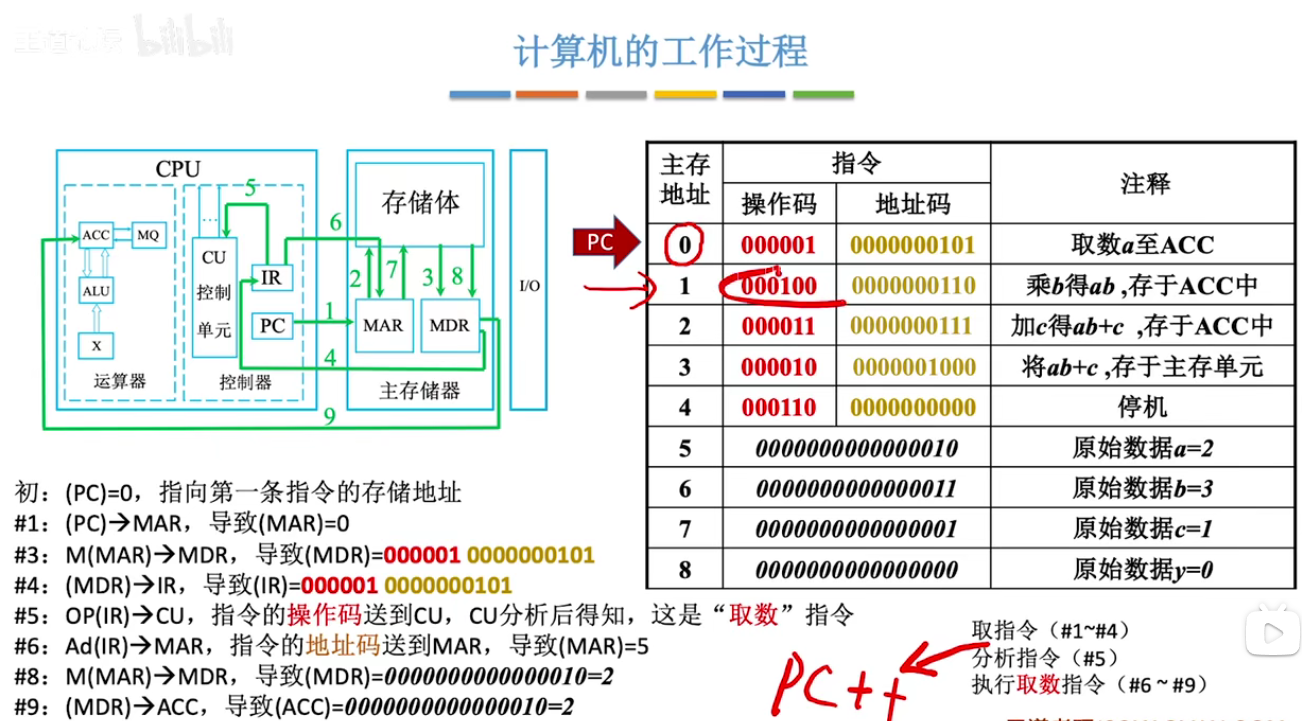 bilibili
计算机的工作过程
CPU
5
ACC
MQ
ALU
X
运算器
CU
控制
单元
...
IR
PC
控制器
6
存储体
2
7
3
8
1
MAR
MDR
4
主存储器
9
I/O
PC
主存地址 指令 注释
操作码 地址码
0 000001 0000000101 取数a至ACC
1 000100 0000000110 乘b得ab ,存于ACC中
2 000011 0000000111 加c得ab+c ,存于ACC中
3 000010 0000001000 将ab+c ,存于主存单元
4 000110 0000000000 停机
5 0000000000000010 原始数据a=2
6 0000000000000011 原始数据b=3
7 0000000000000001 原始数据c=1
8 0000000000000000 原始数据y=0
初：(PC)=0，指向第一条指令的存储地址
#1：(PC)→MAR，导致(MAR)=0
#3：M(MAR)→MDR，导致(MDR)=000001 0000000101
#4：(MDR)→IR，导致(IR)=000001 0000000101
#5：OP(IR)→CU，指令的操作码送到CU，CU分析后得知，这是“取数”指令
#6：Ad(IR)→MAR，指令的地址码送到MAR，导致(MAR)=5
#8：M(MAR)→MDR，导致(MDR)=0000000000000010=2
#9：(MDR)→ACC，导致(ACC)=0000000000000010=2
取指令（#1~#4）
分析指令（#5）
执行取数指令（#6 ~ #9）
PC++